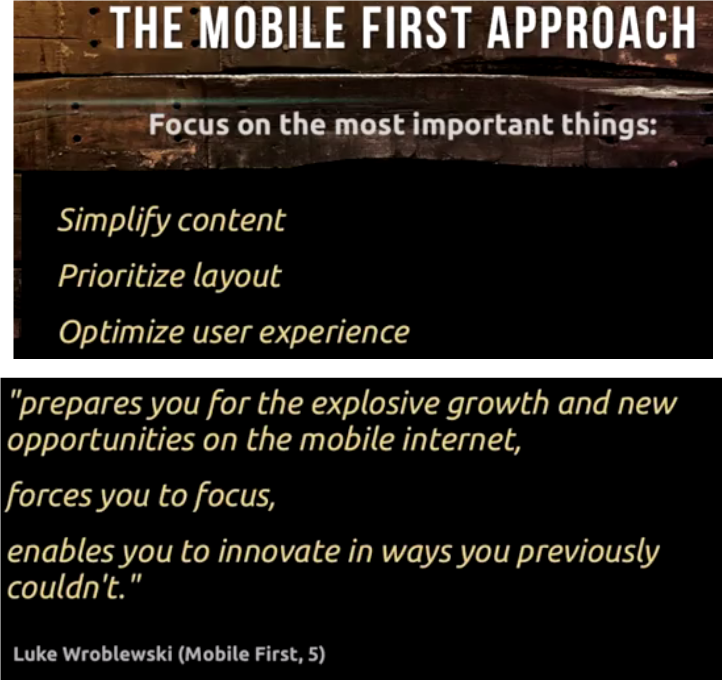 THE MOBILE FIRST APPROACH
Focus on the most important things:
Simplify content
Prioritize layout
Optimize user experience
"prepares you for the explosive growth and new
opportunities on the mobile internet,
forces you to focus,
enables you to innovate in ways you previously
couldn't."
Luke Wroblewski (Mobile First, 5)